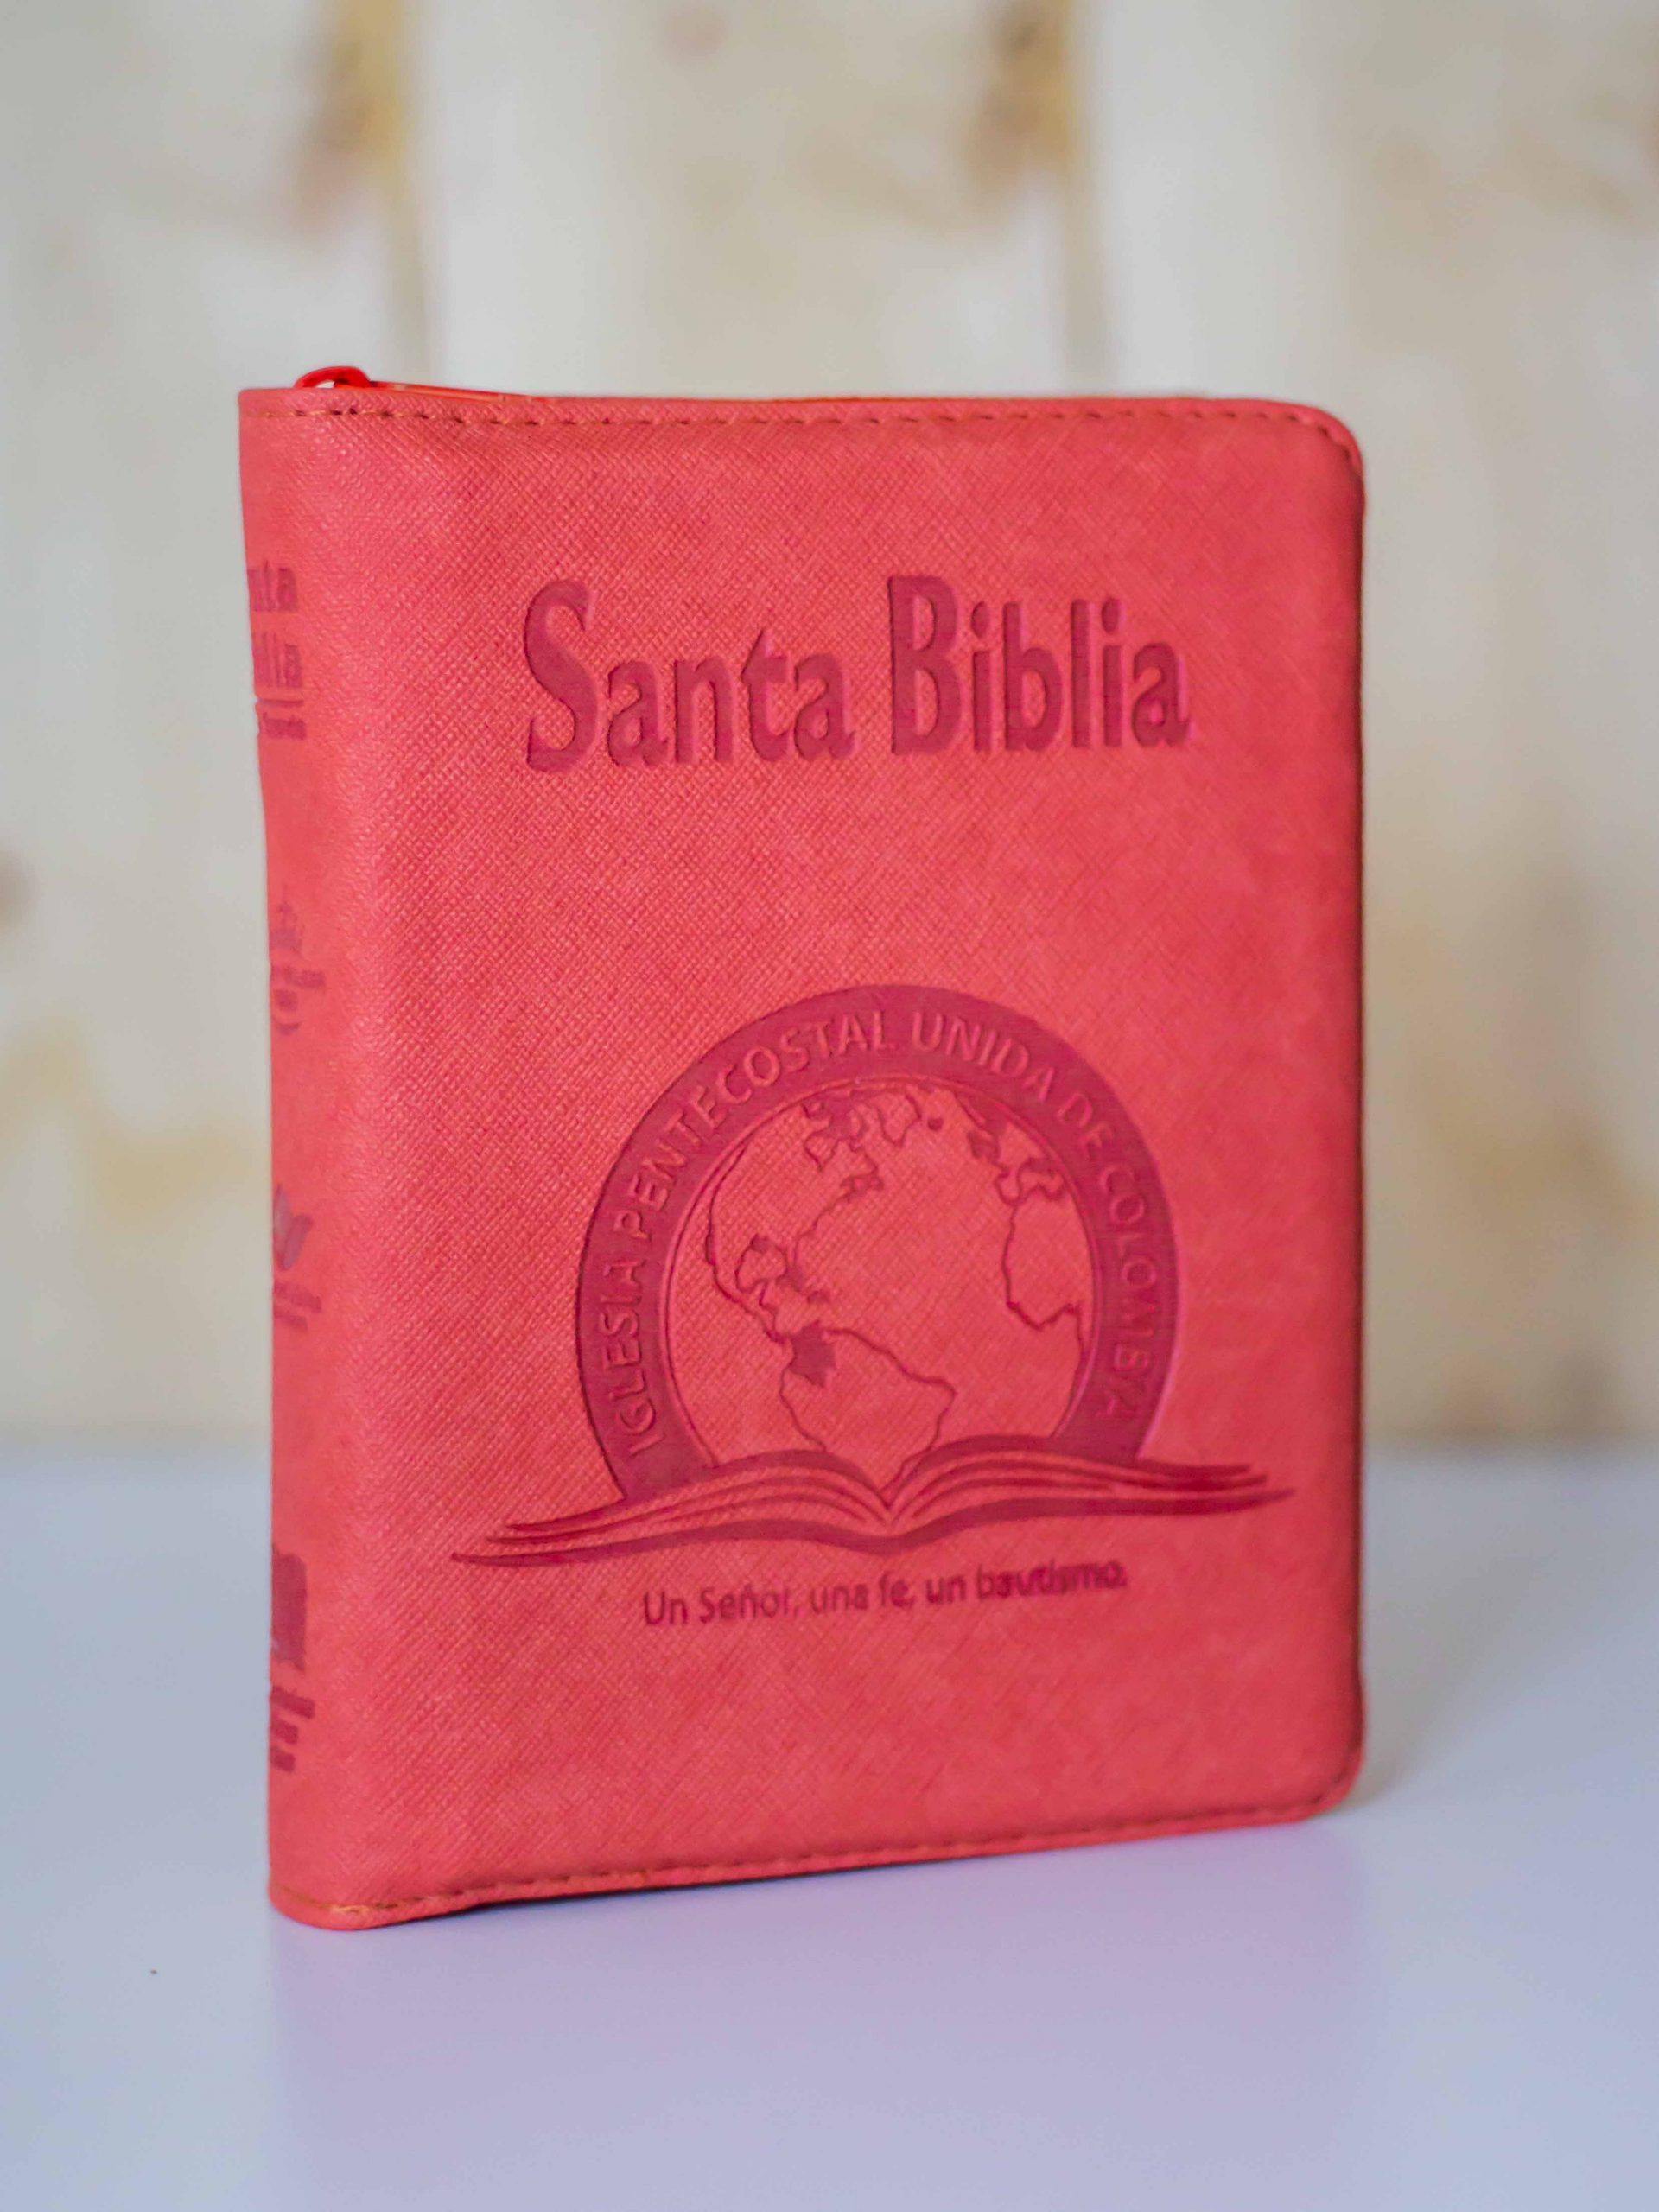 Santa Biblia
IGLESIA PENTECOSTAL UNIDA DE COLOMBIA
Un Señor, una fe, un bautismo.